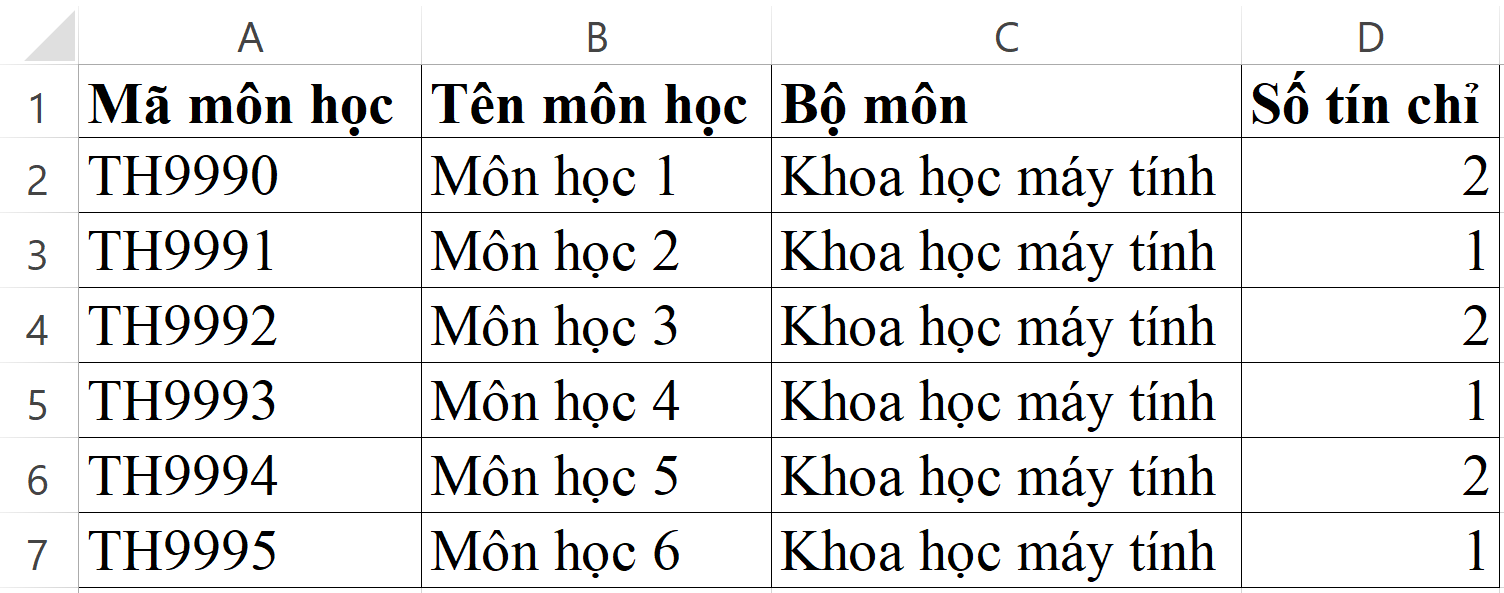 A B C D
1 Mã môn học Tên môn học Bộ môn Số tín chỉ
2 TH9990 Môn học 1 Khoa học máy tính 2
3 TH9991 Môn học 2 Khoa học máy tính 1
4 TH9992 Môn học 3 Khoa học máy tính 2
5 TH9993 Môn học 4 Khoa học máy tính 1
6 TH9994 Môn học 5 Khoa học máy tính 2
7 TH9995 Môn học 6 Khoa học máy tính 1